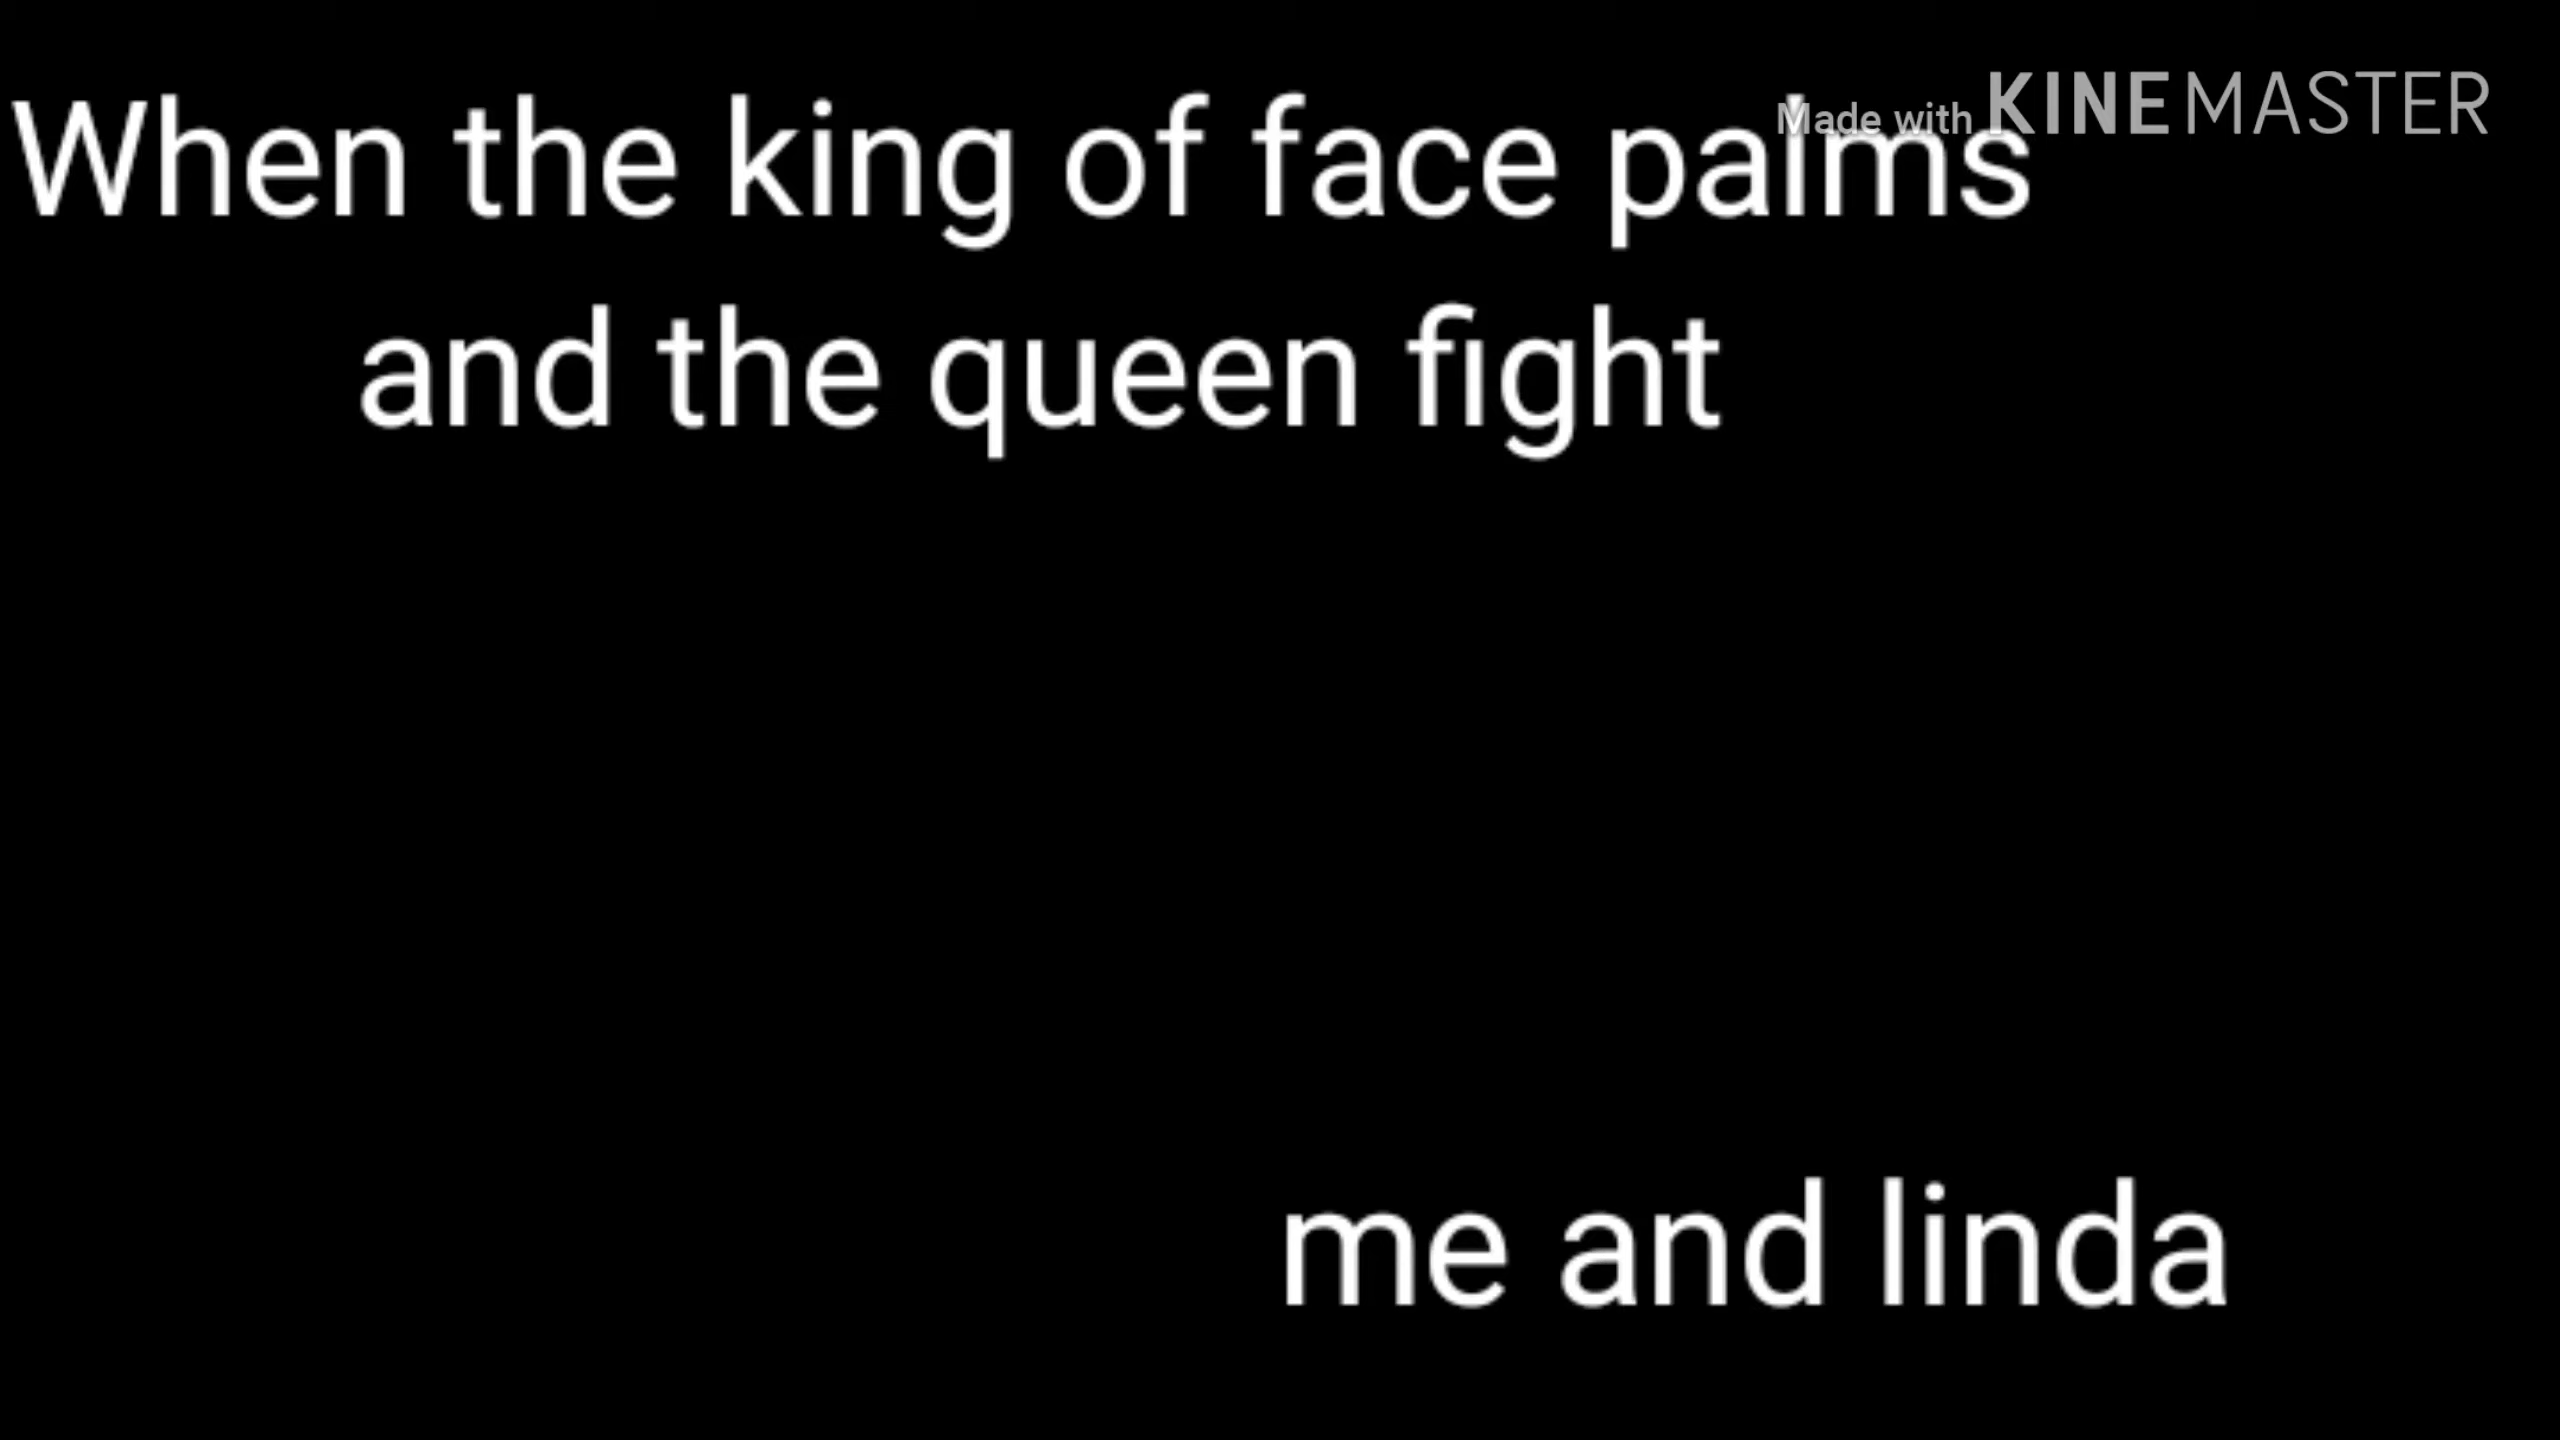 Made with KINEMASTER
When the king of face palms
and the queen fight
me and linda